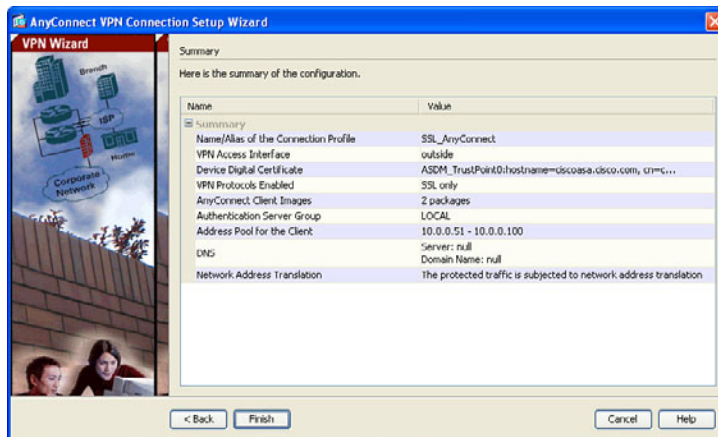 AnyConnect VPN Connection Setup Wizard
VPN Wizard
Branch
ISP
Home
Corporate
Network
Summary
Here is the summary of the configuration.
Name Value
Summary
Name/Alias of the Connection Profile SSL_AnyConnect
VPN Access Interface outside
Device Digital Certificate ASDM_TrustPoint0:hostname=ciscoasa.cisco.com, cn=c...
VPN Protocols Enabled SSL only
AnyConnect Client Images 2 packages
Authentication Server Group LOCAL
Address Pool for the Client 10.0.0.51 - 10.0.0.100
DNS Server: null
Domain Name: null
Network Address Translation The protected traffic is subjected to network address translation
< Back Finish Cancel Help